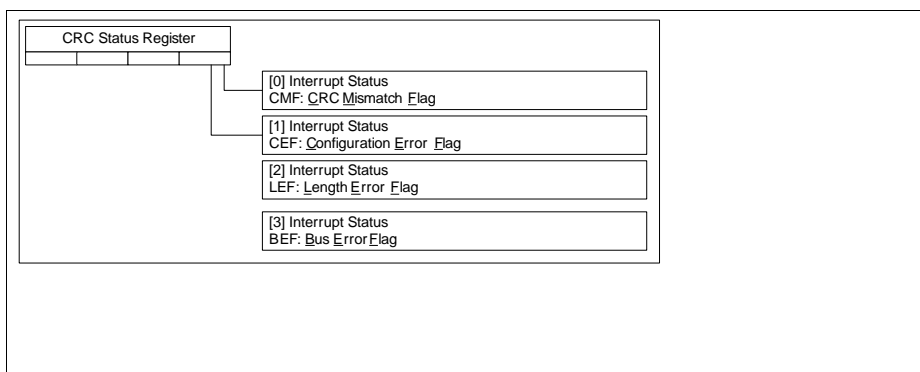 CRC Status Register
[0] Interrupt Status
CMF: CRC Mismatch Flag
[1] Interrupt Status
CEF: Configuration Error Flag
[2] Interrupt Status
LEF: Length Error Flag
[3] Interrupt Status
BEF: Bus Error Flag